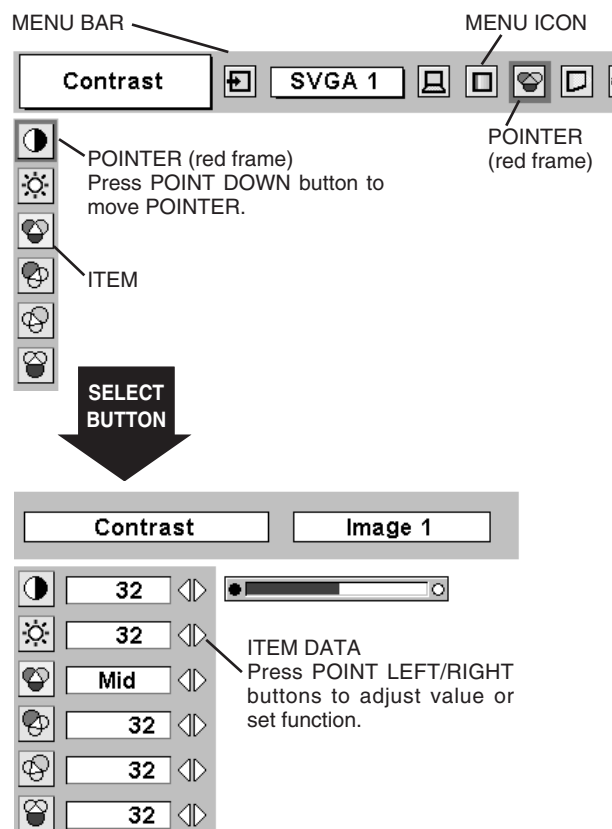 MENU BAR
MENU ICON
Contrast
SVGA 1
POINTER
(red frame)
POINTER (red frame)
Press POINT DOWN button to
move POINTER.
ITEM
SELECT
BUTTON
Contrast
Image 1
32
32
Mid
32
32
32
ITEM DATA
Press POINT LEFT/RIGHT
buttons to adjust value or
set function.